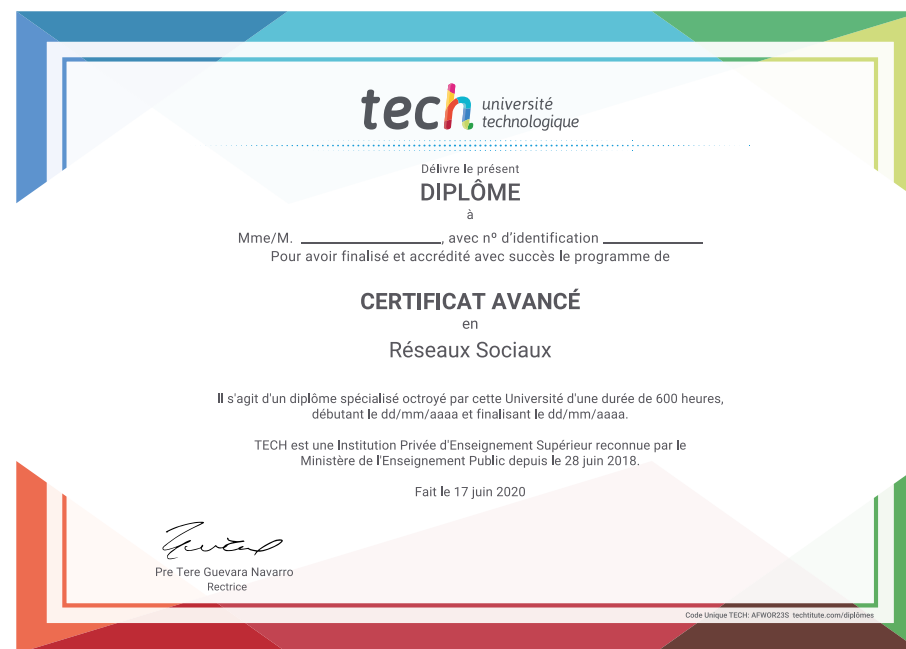 tech université
technologique
Délivre le présent
DIPLÔME
à
Mme/M. ____________________, avec nº d'identification ______________
Pour avoir finalisé et accrédité avec succès le programme de
CERTIFICAT AVANCÉ
en
Réseaux Sociaux
Il s'agit d'un diplôme spécialisé octroyé par cette Université d'une durée de 600 heures,
débutant le dd/mm/aaaa et finalisant le dd/mm/aaaa.
TECH est une Institution Privée d'Enseignement Supérieur reconnue par le
Ministère de l'Enseignement Public depuis le 28 juin 2018.
Fait le 17 juin 2020
Pre Tere Guevara Navarro
Rectrice
Code Unique TECH: AFWOR23S techtitute.com/diplômes